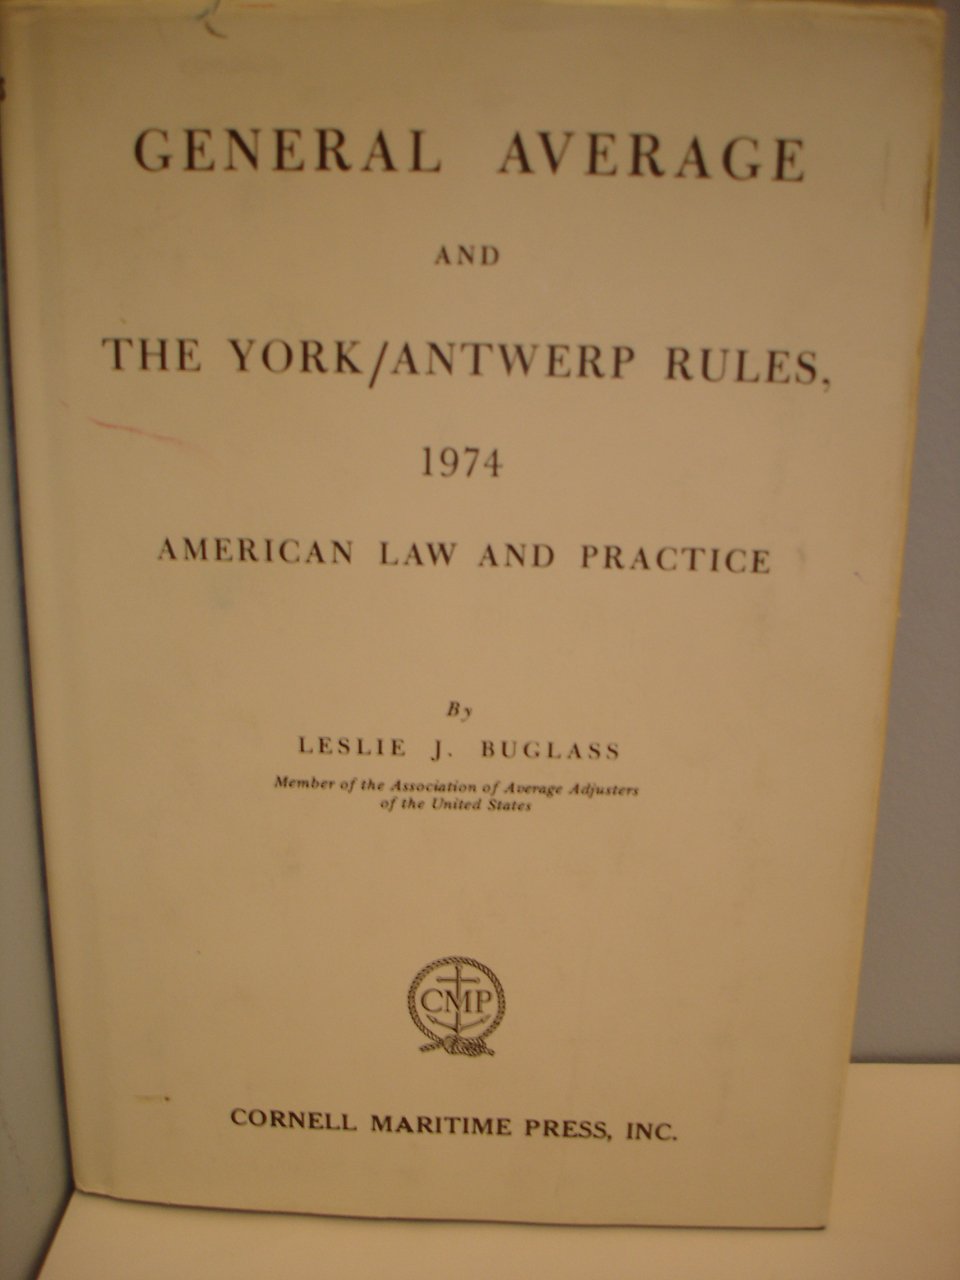 GENERAL AVERAGE
AND
THE YORK/ANTWERP RULES,
1974
AMERICAN LAW AND PRACTICE
By
LESLIE J. BUGLASS
Member of the Association of Average Adjusters
of the United States
CMP
CORNELL MARITIME PRESS, INC.